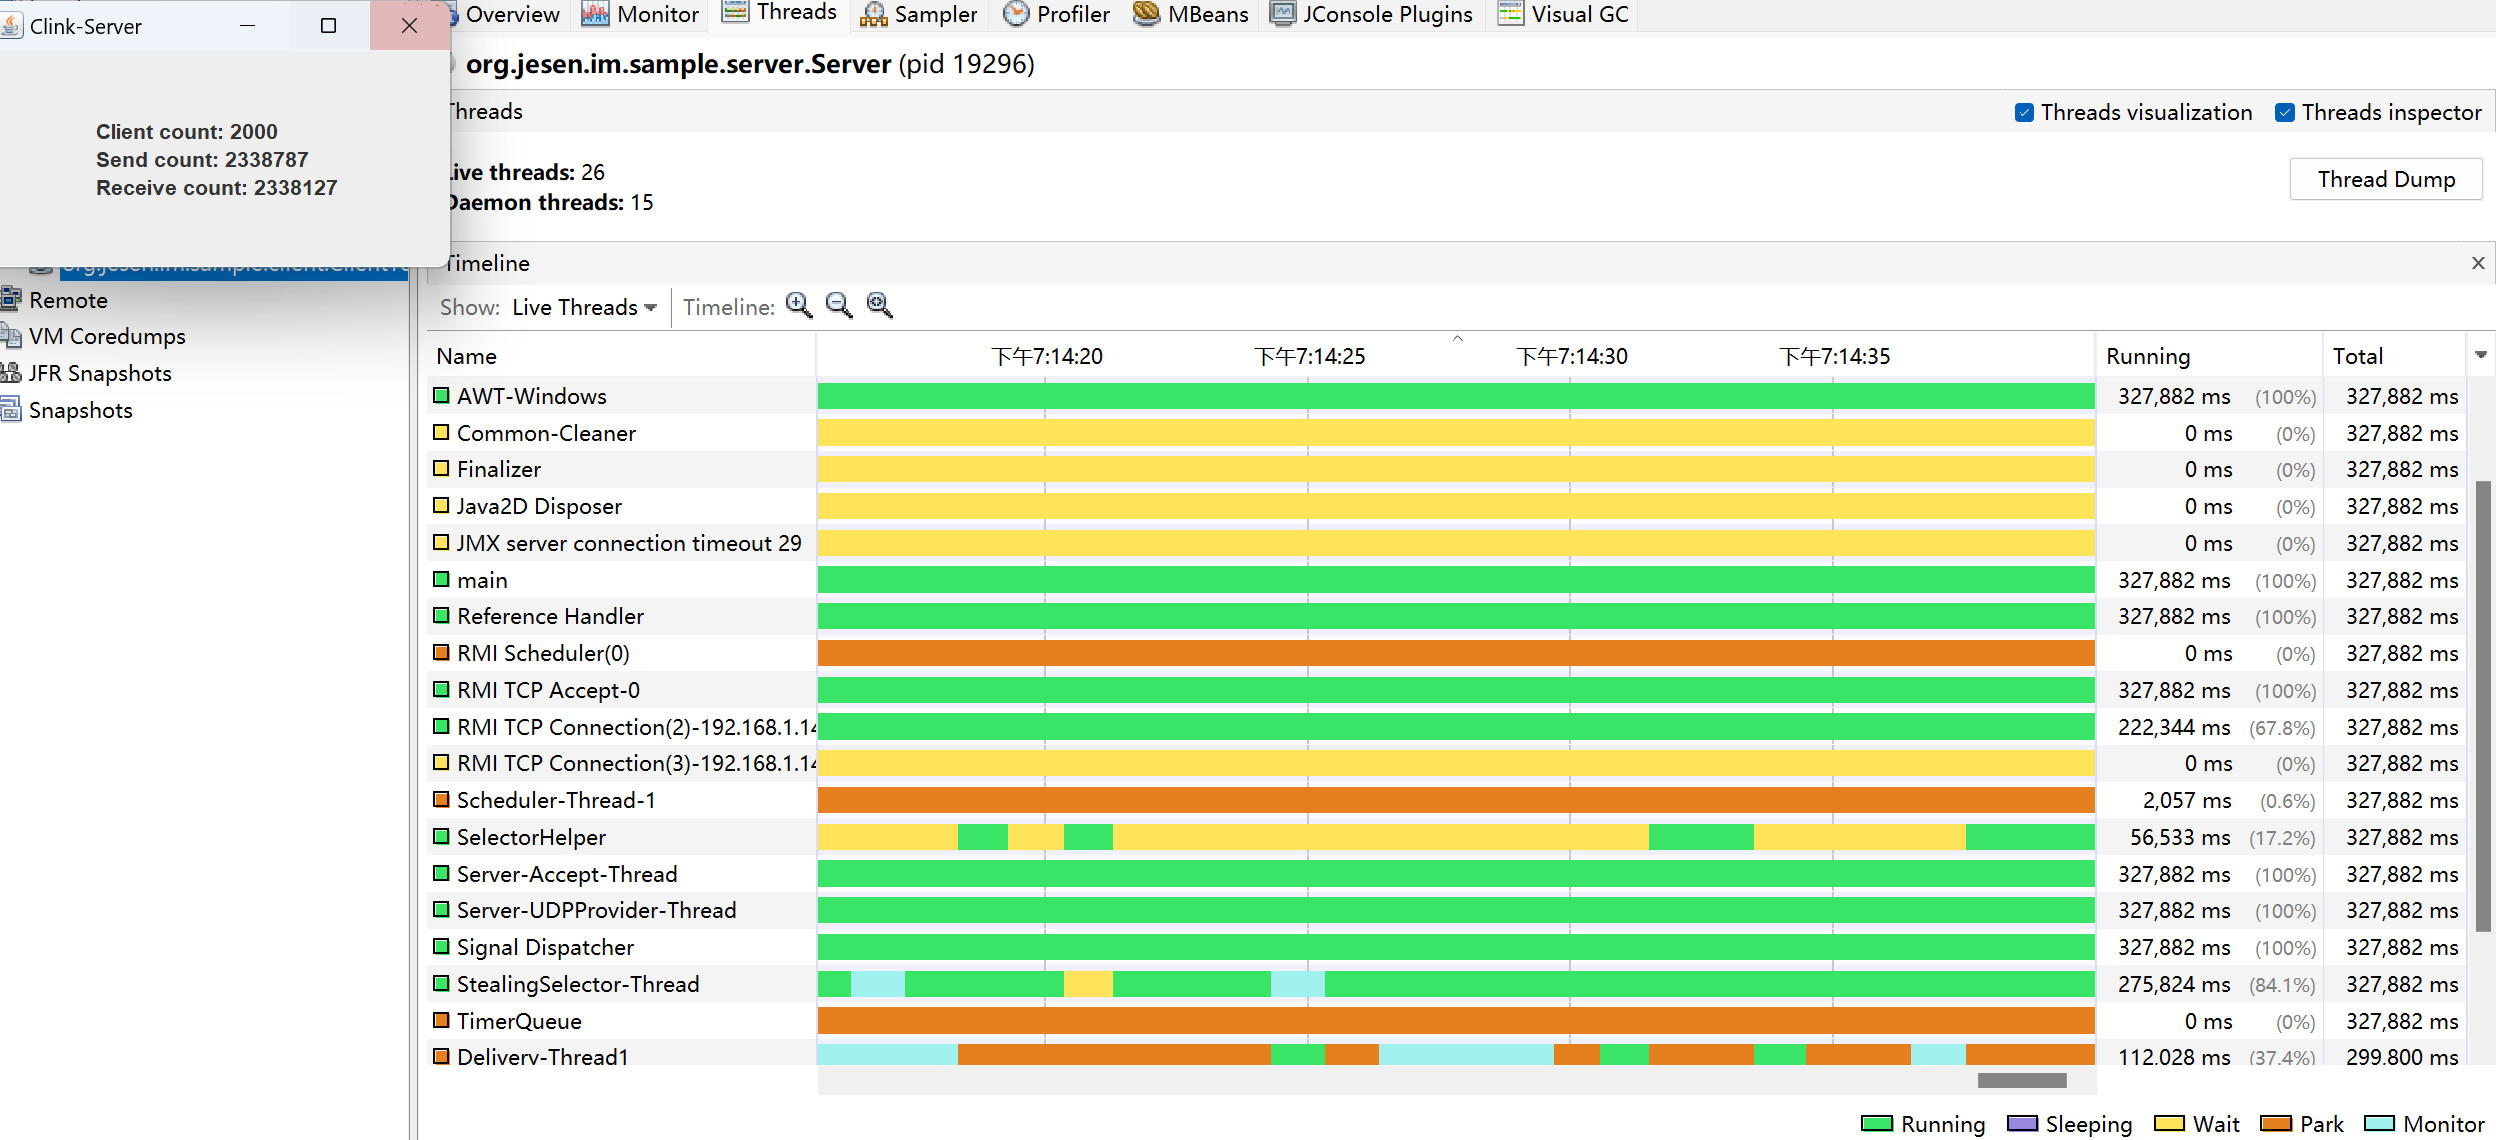 Clink-Server
Client count: 2000
Send count: 2338787
Receive count: 2338127
Remote
VM Coredumps
JFR Snapshots
Snapshots
Overview Monitor Threads Sampler Profiler MBeans JConsole Plugins Visual GC
org.jesen.im.sample.server.Server (pid 19296)
Threads
Threads visualization Threads inspector
Live threads: 26
Daemon threads: 15
Thread Dump
Timeline
Show: Live Threads Timeline:
Name 下午7:14:20 下午7:14:25 下午7:14:30 下午7:14:35 Running Total
AWT-Windows 327,882 ms (100%) 327,882 ms
Common-Cleaner 0 ms (0%) 327,882 ms
Finalizer 0 ms (0%) 327,882 ms
Java2D Disposer 0 ms (0%) 327,882 ms
JMX server connection timeout 29 0 ms (0%) 327,882 ms
main 327,882 ms (100%) 327,882 ms
Reference Handler 327,882 ms (100%) 327,882 ms
RMI Scheduler(0) 0 ms (0%) 327,882 ms
RMI TCP Accept-0 327,882 ms (100%) 327,882 ms
RMI TCP Connection(2)-192.168.1.14 222,344 ms (67.8%) 327,882 ms
RMI TCP Connection(3)-192.168.1.14 0 ms (0%) 327,882 ms
Scheduler-Thread-1 2,057 ms (0.6%) 327,882 ms
SelectorHelper 56,533 ms (17.2%) 327,882 ms
Server-Accept-Thread 327,882 ms (100%) 327,882 ms
Server-UDPProvider-Thread 327,882 ms (100%) 327,882 ms
Signal Dispatcher 327,882 ms (100%) 327,882 ms
StealingSelector-Thread 275,824 ms (84.1%) 327,882 ms
TimerQueue 0 ms (0%) 327,882 ms
Delivery-Thread1 112,028 ms (37.4%) 299,800 ms
Running Sleeping Wait Park Monitor